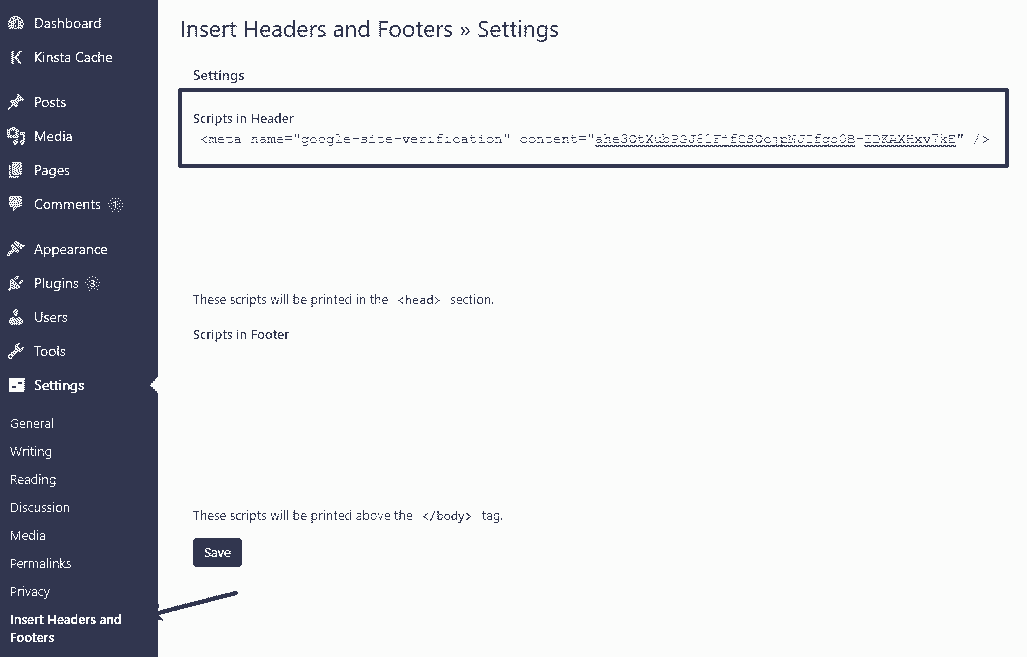 Dashboard
Kinsta Cache
Posts
Media
Pages
Comments 1
Appearance
Plugins 3
Users
Tools
Settings
General
Writing
Reading
Discussion
Media
Permalinks
Privacy
Insert Headers and
Footers
Insert Headers and Footers » Settings
Settings
Scripts in Header
<meta name="google-site-verification" content=" " />
These scripts will be printed in the <head> section.
Scripts in Footer
These scripts will be printed above the </body> tag.
Save